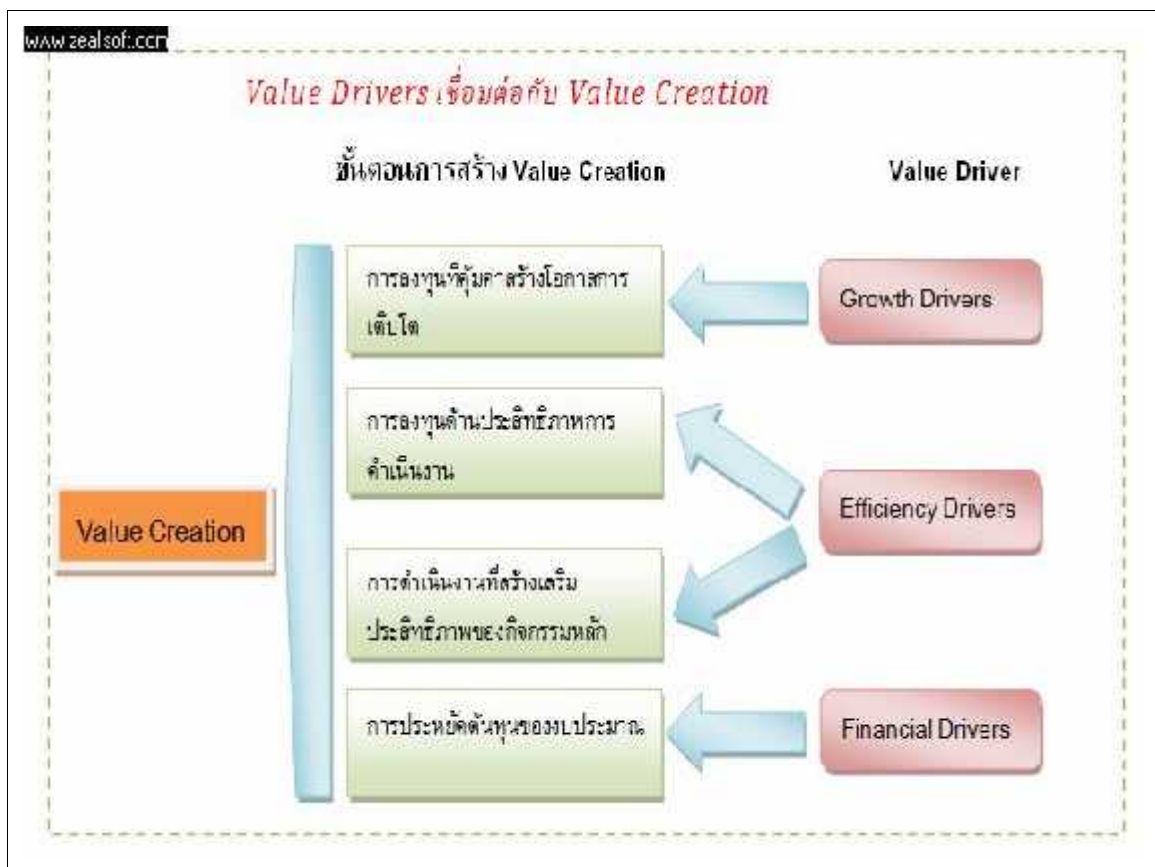 www.zealsoft.com
Value Drivers เชื่อมต่อกับ Value Creation
ขั้นตอนการสร้าง Value Creation
Value Driver
การลงทุนที่คุ้มค่าสร้างโอกาสการ
เติบโต
Growth Drivers
การลงทุนด้านประสิทธิภาพการ
ดำเนินงาน
Efficiency Drivers
Value Creation
การดำเนินงานที่สร้างเสริม
ประสิทธิภาพของกิจกรรมหลัก
การประหยัดต้นทุนของงบประมาณ
Financial Drivers